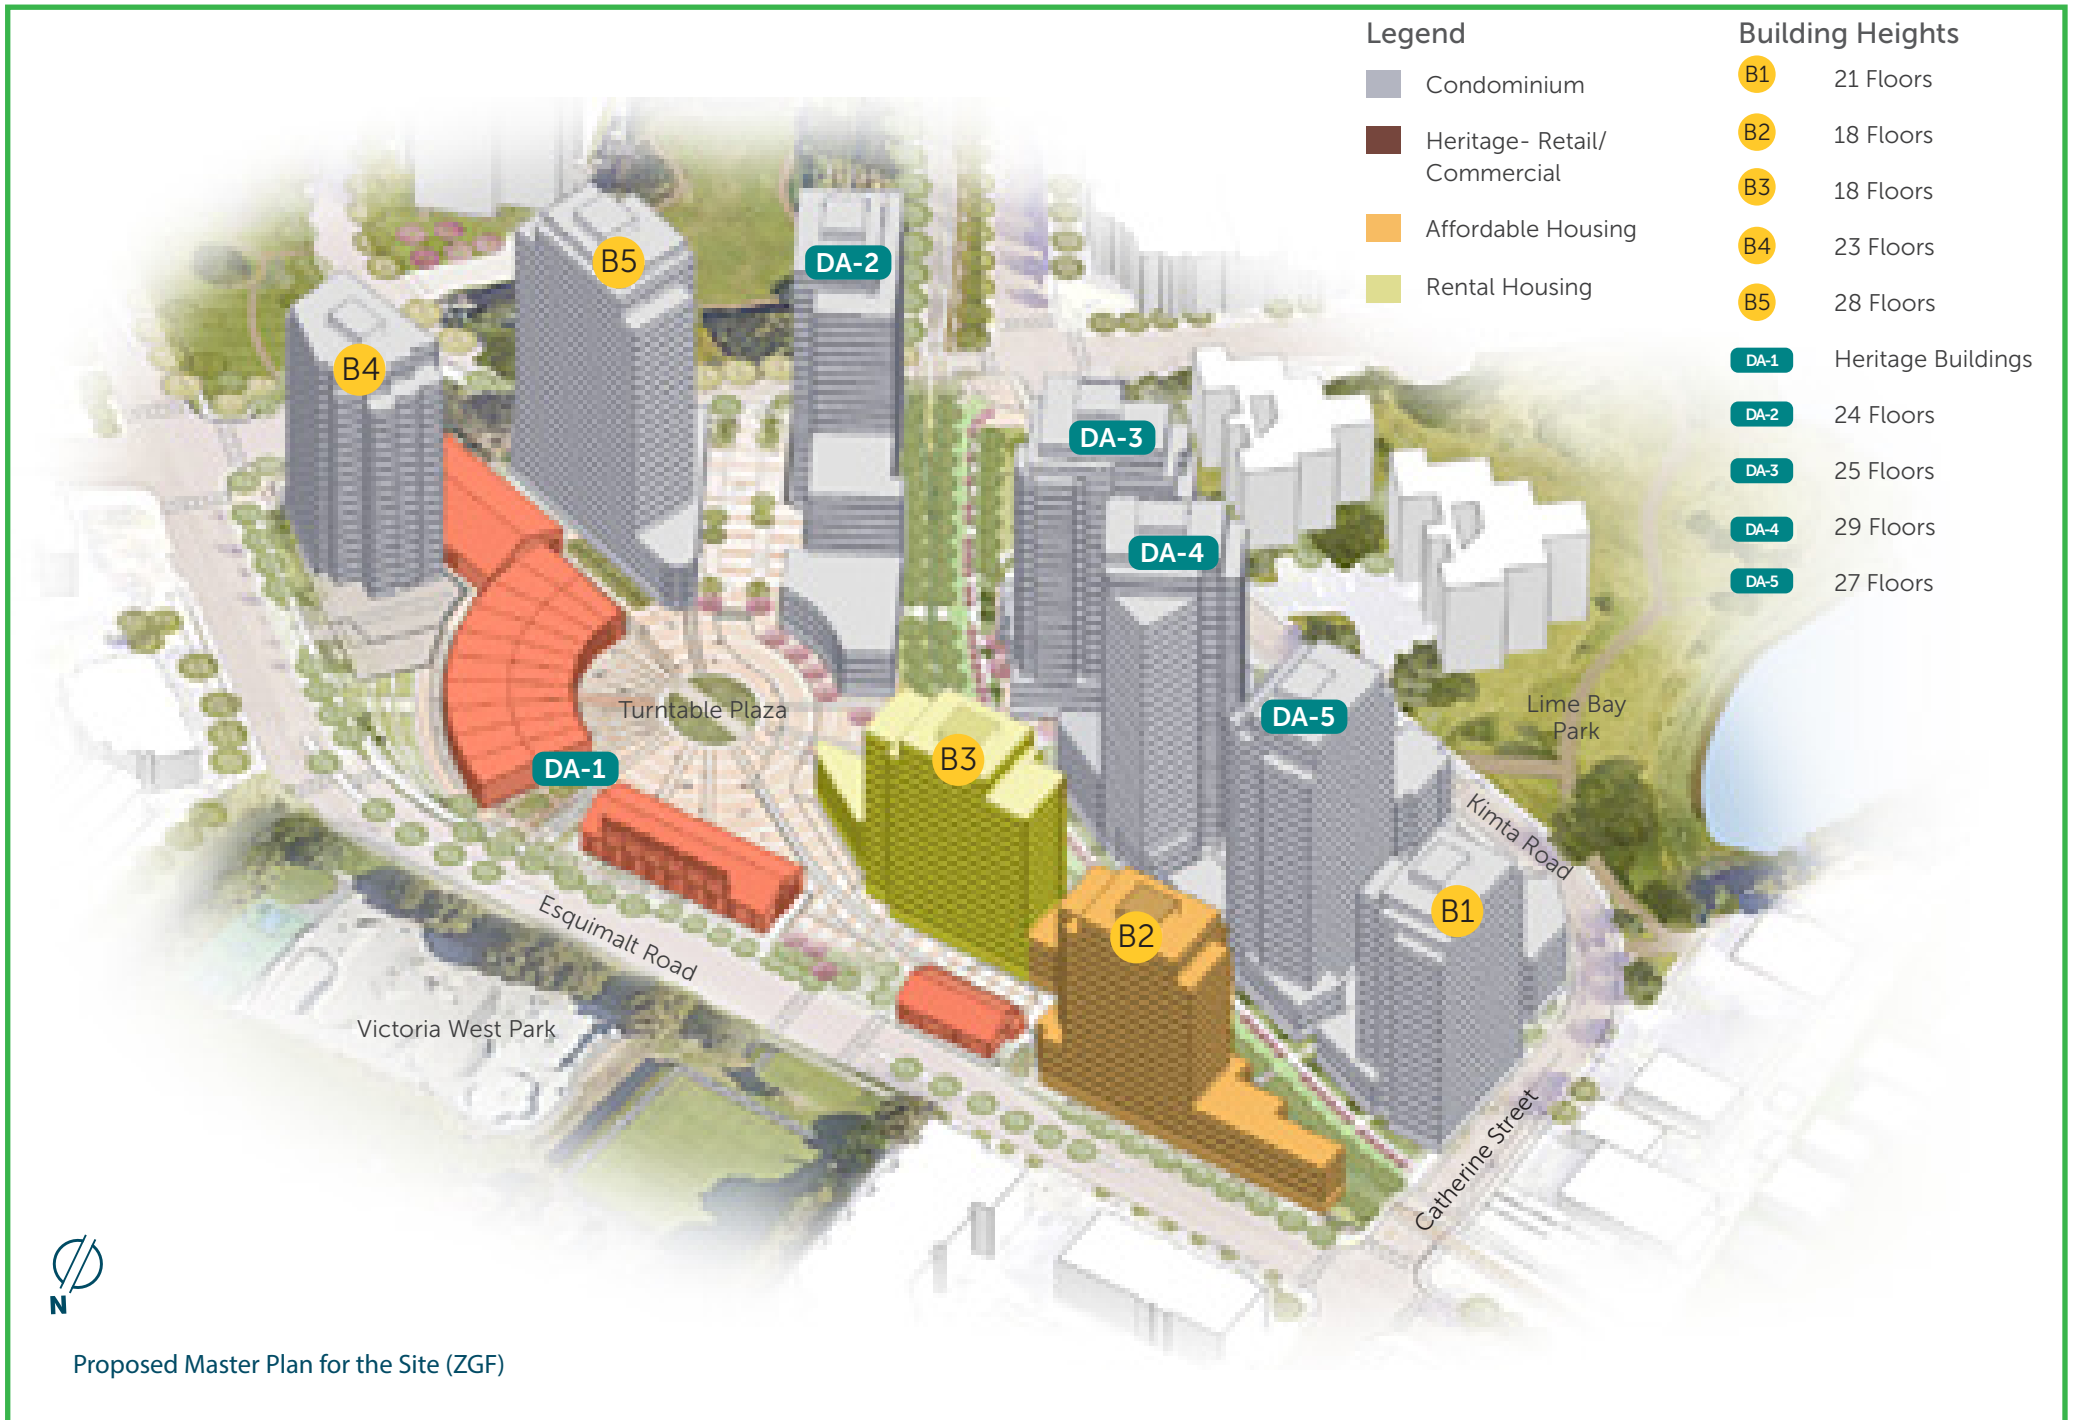 Legend
Condominium
Heritage- Retail/
Commercial
Affordable Housing
Rental Housing
Building Heights
B1 21 Floors
B2 18 Floors
B3 18 Floors
B4 23 Floors
B5 28 Floors
DA-1 Heritage Buildings
DA-2 24 Floors
DA-3 25 Floors
DA-4 29 Floors
DA-5 27 Floors
B5
DA-2
B4
DA-3
DA-4
Turntable Plaza
DA-5
Lime Bay
Park
DA-1
B3
Kimta Road
B1
B2
Esquimalt Road
Victoria West Park
Catherine Street
N
Proposed Master Plan for the Site (ZGF)